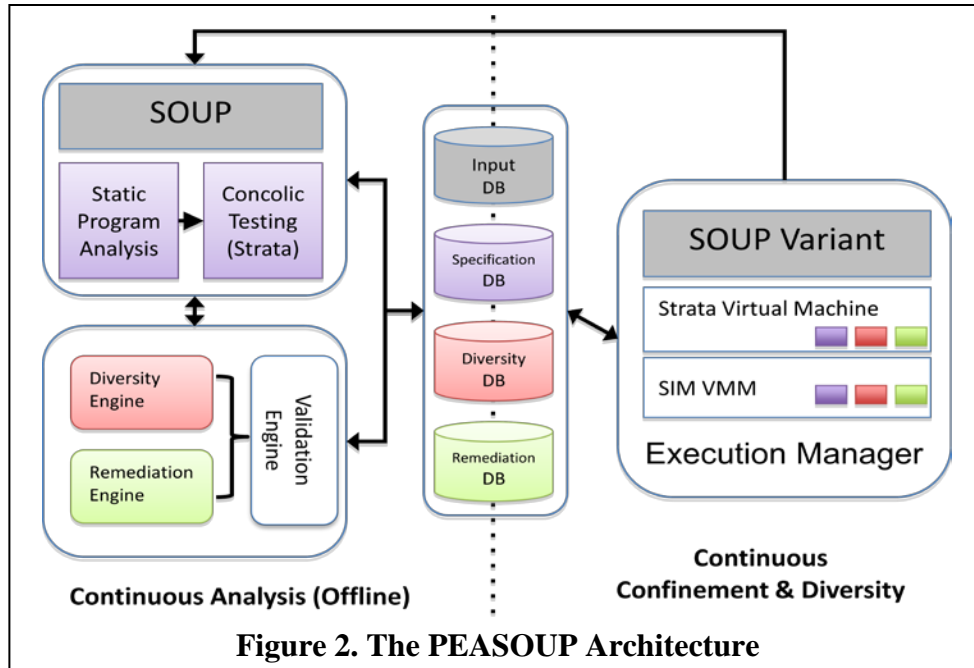 SOUP
Static
Program
Analysis
Concolic
Testing
(Strata)
Diversity
Engine
Remediation
Engine
Validation
Engine
Continuous Analysis (Offline)
Input
DB
Specification
DB
Diversity
DB
Remediation
DB
SOUP Variant
Strata Virtual Machine
SIM VMM
Execution Manager
Continuous
Confinement & Diversity
Figure 2. The PEASOUP Architecture